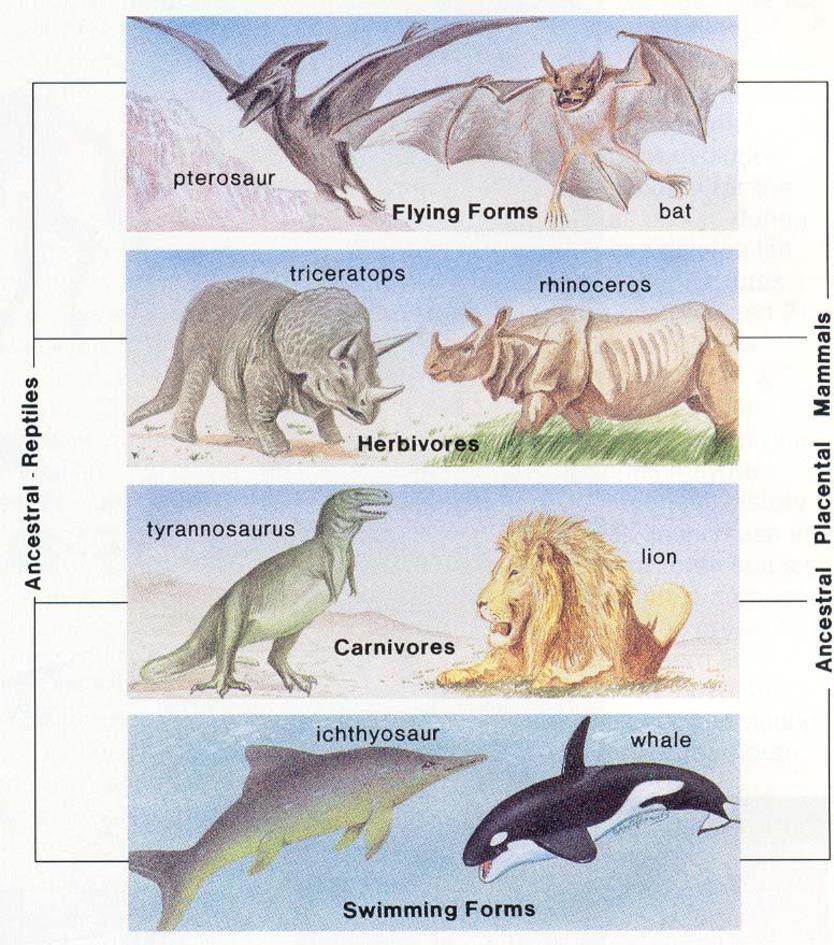 pterosaur
Flying Forms
bat
triceratops
rhinoceros
Herbivores
Ancestral - Reptiles
Ancestral Placental Mammals
tyrannosaurus
lion
Carnivores
ichthyosaur
whale
Swimming Forms